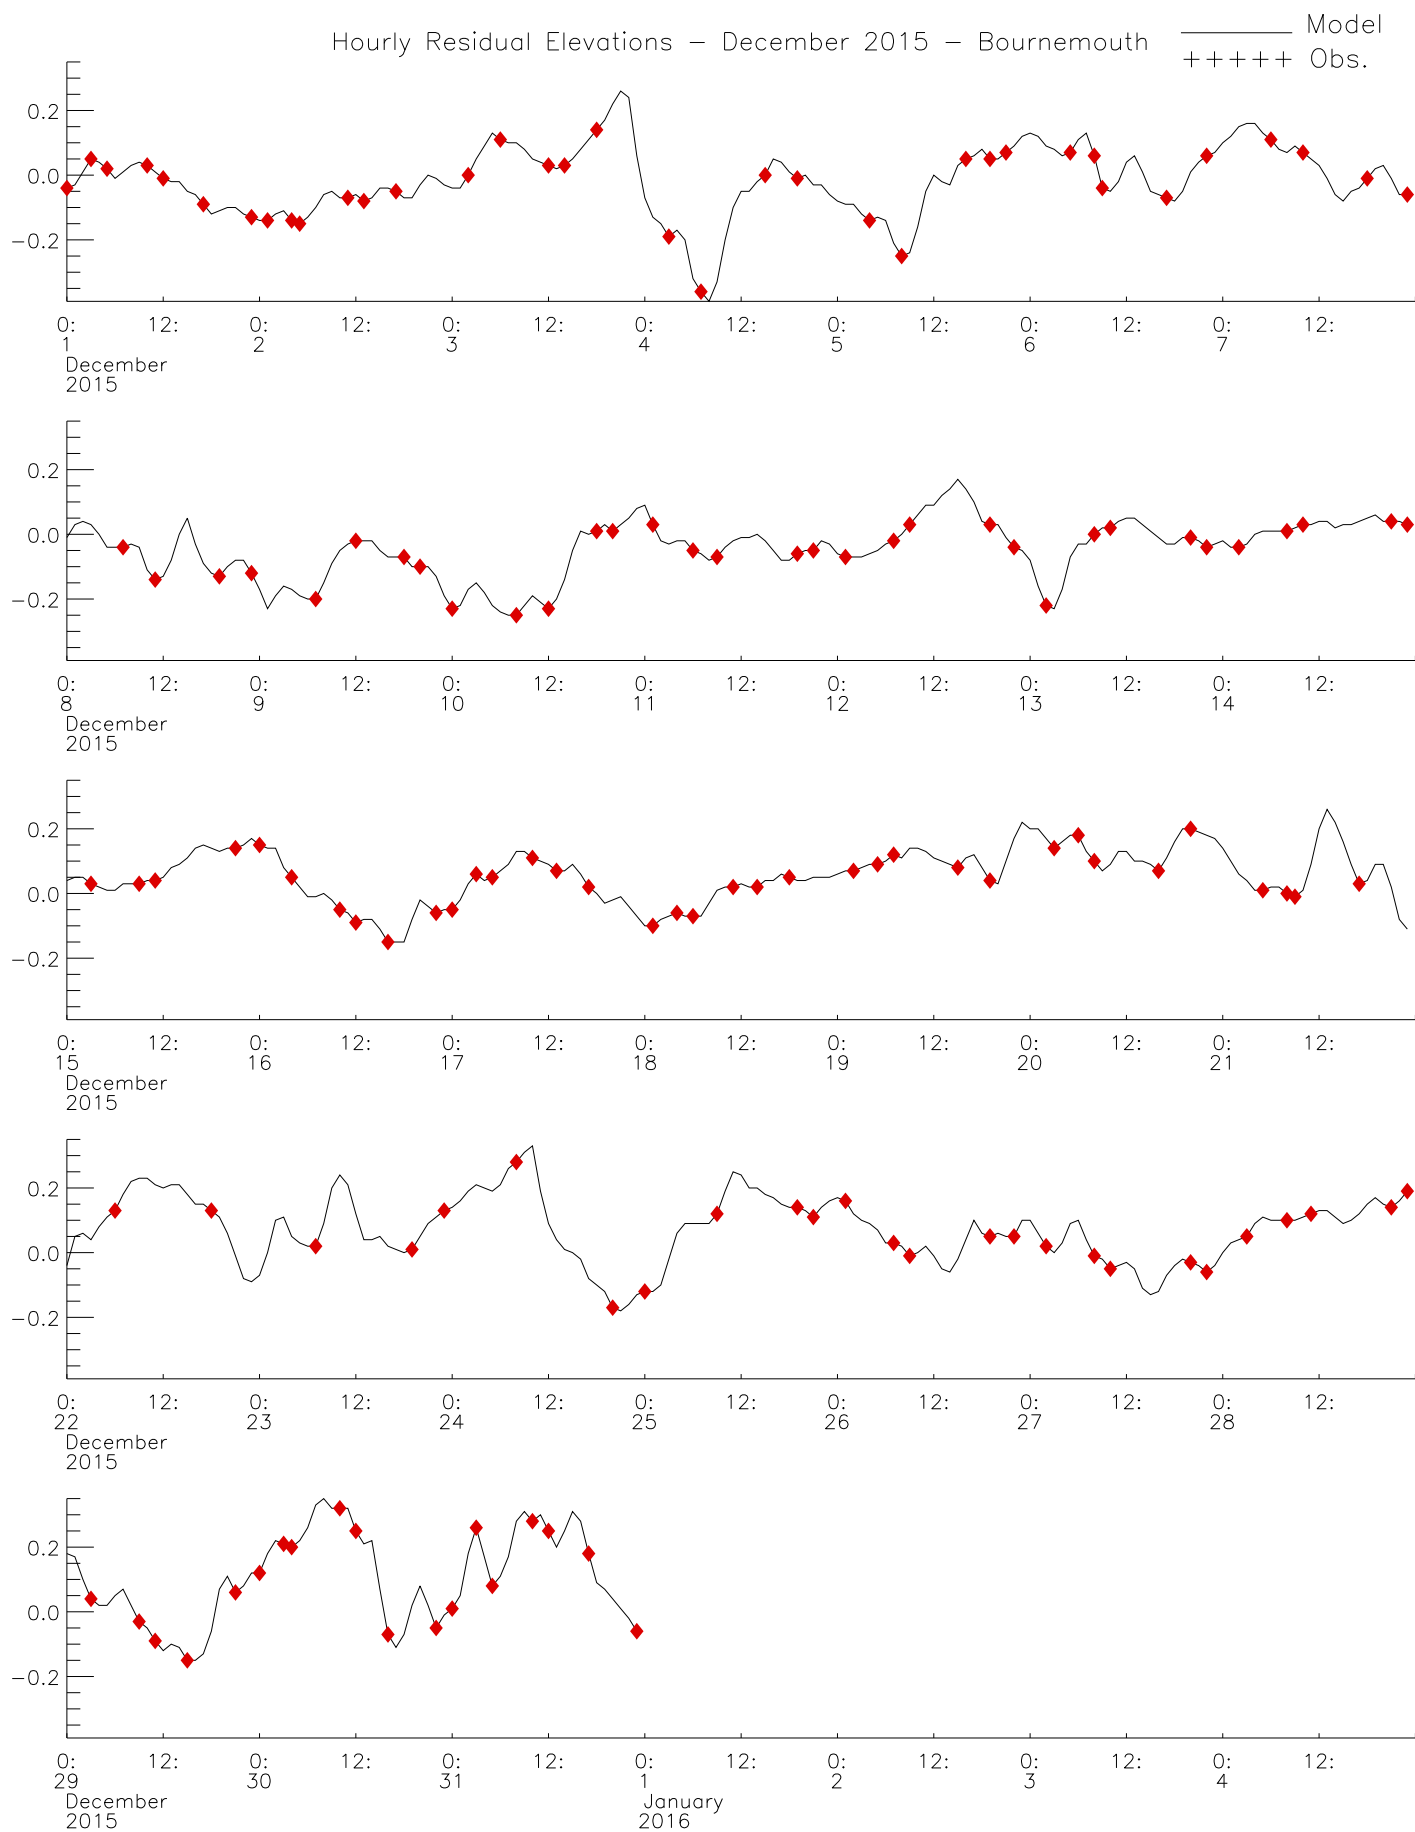 Hourly Residual Elevations – December 2015 – Bournemouth
Model
+++++ Obs.
0.2
0.0
−0.2
0: 12: 0: 12: 0: 12: 0: 12: 0: 12: 0: 12: 0: 12:
1 2 3 4 5 6 7
December
2015
0.2
0.0
−0.2
0: 12: 0: 12: 0: 12: 0: 12: 0: 12: 0: 12: 0: 12:
8 9 10 11 12 13 14
December
2015
0.2
0.0
−0.2
0: 12: 0: 12: 0: 12: 0: 12: 0: 12: 0: 12: 0: 12:
15 16 17 18 19 20 21
December
2015
0.2
0.0
−0.2
0: 12: 0: 12: 0: 12: 0: 12: 0: 12: 0: 12: 0: 12:
22 23 24 25 26 27 28
December
2015
0.2
0.0
−0.2
0: 12: 0: 12: 0: 12: 0: 12: 0: 12: 0: 12: 0: 12:
29 30 31 1 2 3 4
December January
2015 2016